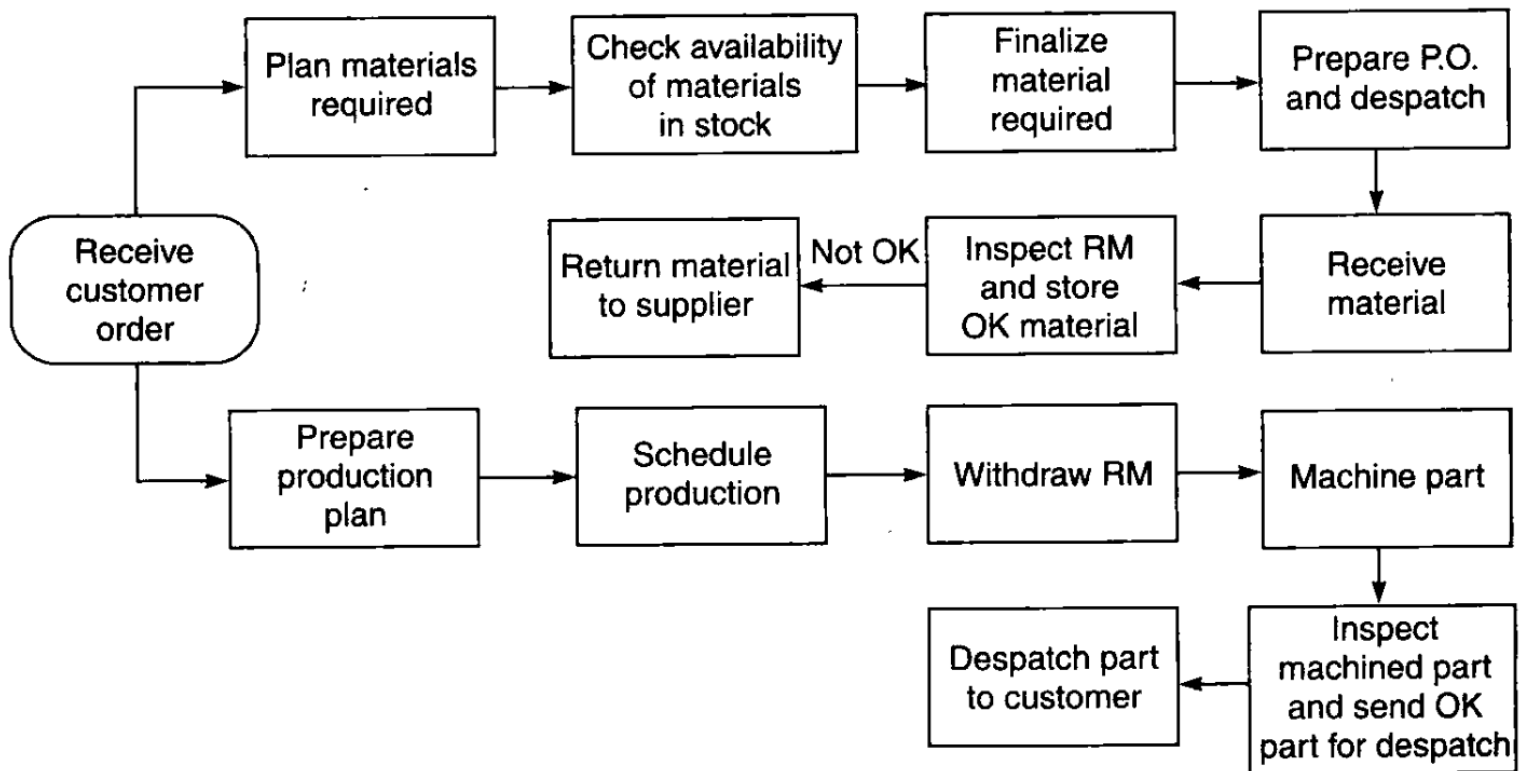 Plan materials
required
Check availability
of materials
in stock
Finalize
material
required
Prepare P.O.
and despatch
Receive
customer
order
Return material
to supplier
Not OK
Inspect RM
and store
OK material
Receive
material
Prepare
production
plan
Schedule
production
Withdraw RM
Machine part
Despatch part
to customer
Inspect
machined part
and send OK
part for despatch